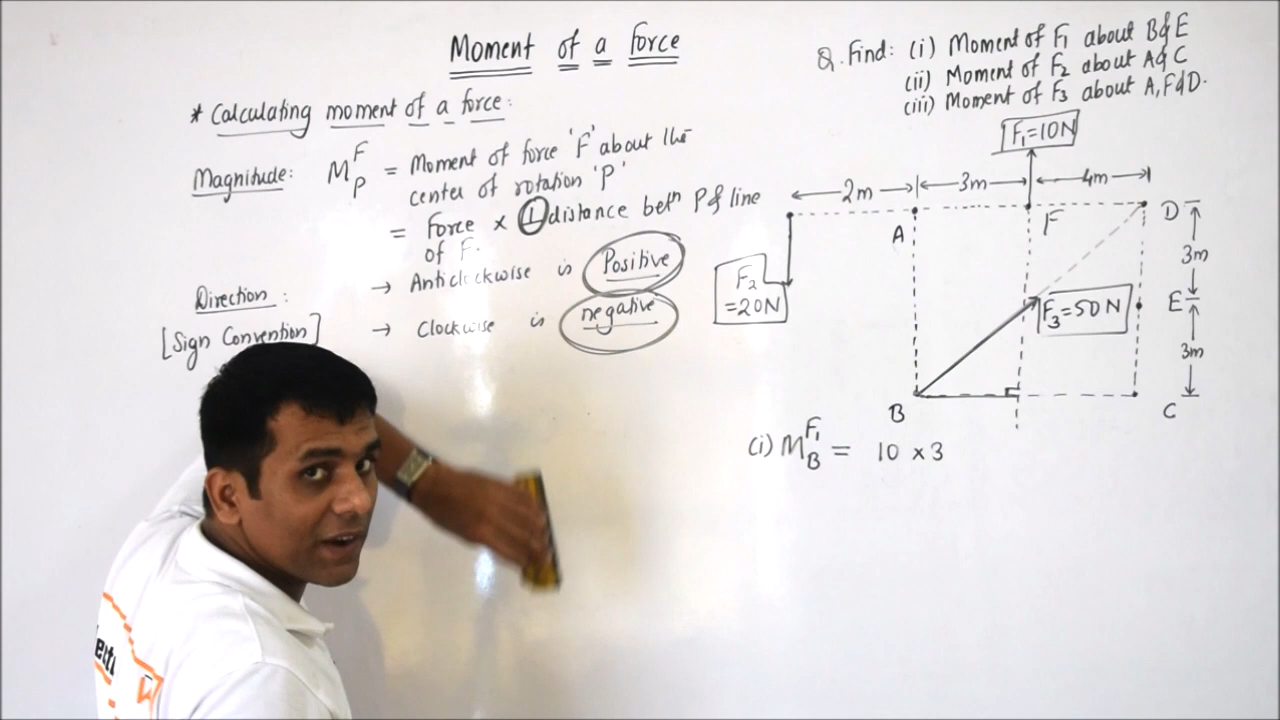 Moment of a force
* Calculating moment of a force:
Magnitude: M_P^F = Moment of force 'F' about the
center of rotation 'P'
= Force × ⊥ distance betn P & line
of F.
Direction: → Anticlockwise is Positive
[Sign Convention] → Clockwise is negative
Q. Find: (i) Moment of F₁ about B & E
(ii) Moment of F₂ about A & C
(iii) Moment of F₃ about A, F & D.
F₁=10N
2m 3m 4m
A F D
3m
F₂
=20N
F₃=50N
E
3m
B C
(i) M_B^F₁ = 10 × 3